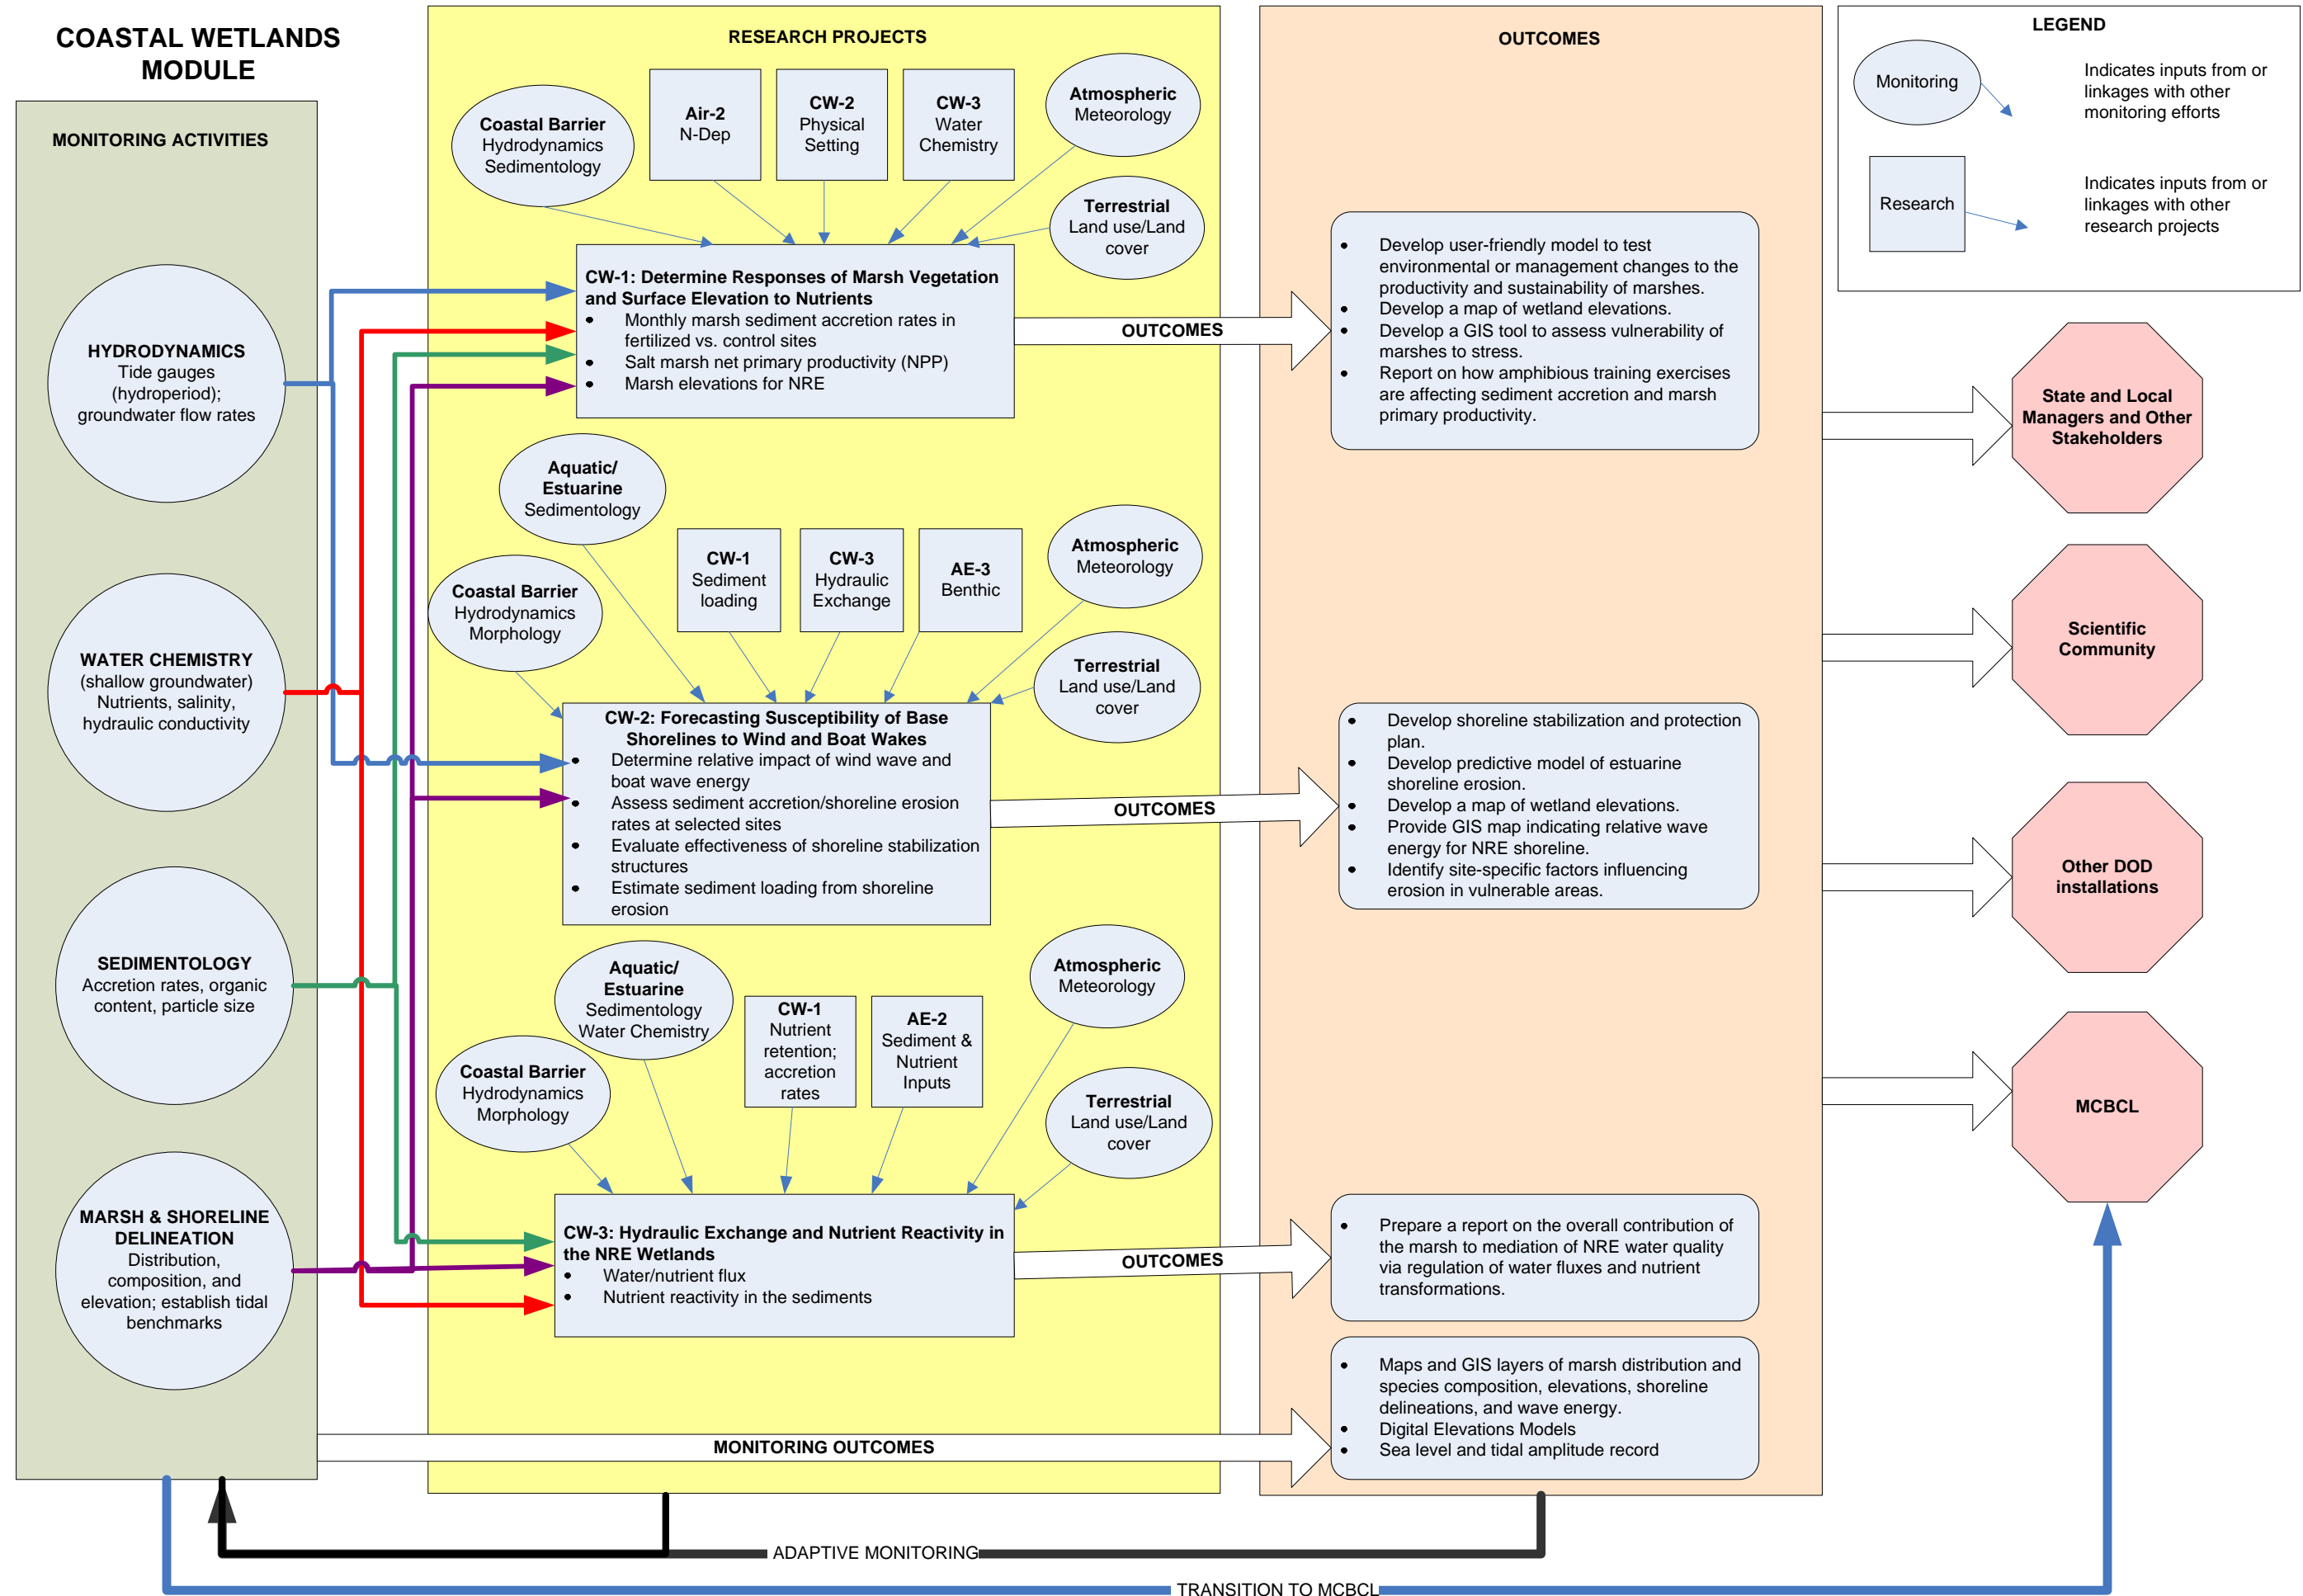 COASTAL WETLANDS
MODULE
MONITORING ACTIVITIES
HYDRODYNAMICS
Tide gauges
(hydroperiod);
groundwater flow rates
WATER CHEMISTRY
(shallow groundwater)
Nutrients, salinity,
hydraulic conductivity
SEDIMENTOLOGY
Accretion rates, organic
content, particle size
MARSH & SHORELINE
DELINEATION
Distribution,
composition, and
elevation; establish tidal
benchmarks
RESEARCH PROJECTS
Coastal Barrier
Hydrodynamics
Sedimentology
Air-2
N-Dep
CW-2
Physical
Setting
CW-3
Water
Chemistry
Atmospheric
Meteorology
Terrestrial
Land use/Land
cover
CW-1: Determine Responses of Marsh Vegetation
and Surface Elevation to Nutrients
• Monthly marsh sediment accretion rates in
fertilized vs. control sites
• Salt marsh net primary productivity (NPP)
• Marsh elevations for NRE
OUTCOMES
Aquatic/
Estuarine
Sedimentology
Coastal Barrier
Hydrodynamics
Morphology
CW-1
Sediment
loading
CW-3
Hydraulic
Exchange
AE-3
Benthic
Atmospheric
Meteorology
Terrestrial
Land use/Land
cover
CW-2: Forecasting Susceptibility of Base
Shorelines to Wind and Boat Wakes
• Determine relative impact of wind wave and
boat wave energy
• Assess sediment accretion/shoreline erosion
rates at selected sites
• Evaluate effectiveness of shoreline stabilization
structures
• Estimate sediment loading from shoreline
erosion
OUTCOMES
Aquatic/
Estuarine
Sedimentology
Water Chemistry
Coastal Barrier
Hydrodynamics
Morphology
CW-1
Nutrient
retention;
accretion
rates
AE-2
Sediment &
Nutrient
Inputs
Atmospheric
Meteorology
Terrestrial
Land use/Land
cover
CW-3: Hydraulic Exchange and Nutrient Reactivity in
the NRE Wetlands
• Water/nutrient flux
• Nutrient reactivity in the sediments
OUTCOMES
MONITORING OUTCOMES
OUTCOMES
• Develop user-friendly model to test
environmental or management changes to the
productivity and sustainability of marshes.
• Develop a map of wetland elevations.
• Develop a GIS tool to assess vulnerability of
marshes to stress.
• Report on how amphibious training exercises
are affecting sediment accretion and marsh
primary productivity.
• Develop shoreline stabilization and protection
plan.
• Develop predictive model of estuarine
shoreline erosion.
• Develop a map of wetland elevations.
• Provide GIS map indicating relative wave
energy for NRE shoreline.
• Identify site-specific factors influencing
erosion in vulnerable areas.
• Prepare a report on the overall contribution of
the marsh to mediation of NRE water quality
via regulation of water fluxes and nutrient
transformations.
• Maps and GIS layers of marsh distribution and
species composition, elevations, shoreline
delineations, and wave energy.
• Digital Elevations Models
• Sea level and tidal amplitude record
LEGEND
Monitoring
Indicates inputs from or
linkages with other
monitoring efforts
Research
Indicates inputs from or
linkages with other
research projects
State and Local
Managers and Other
Stakeholders
Scientific
Community
Other DOD
installations
MCBCL
ADAPTIVE MONITORING
TRANSITION TO MCBCL